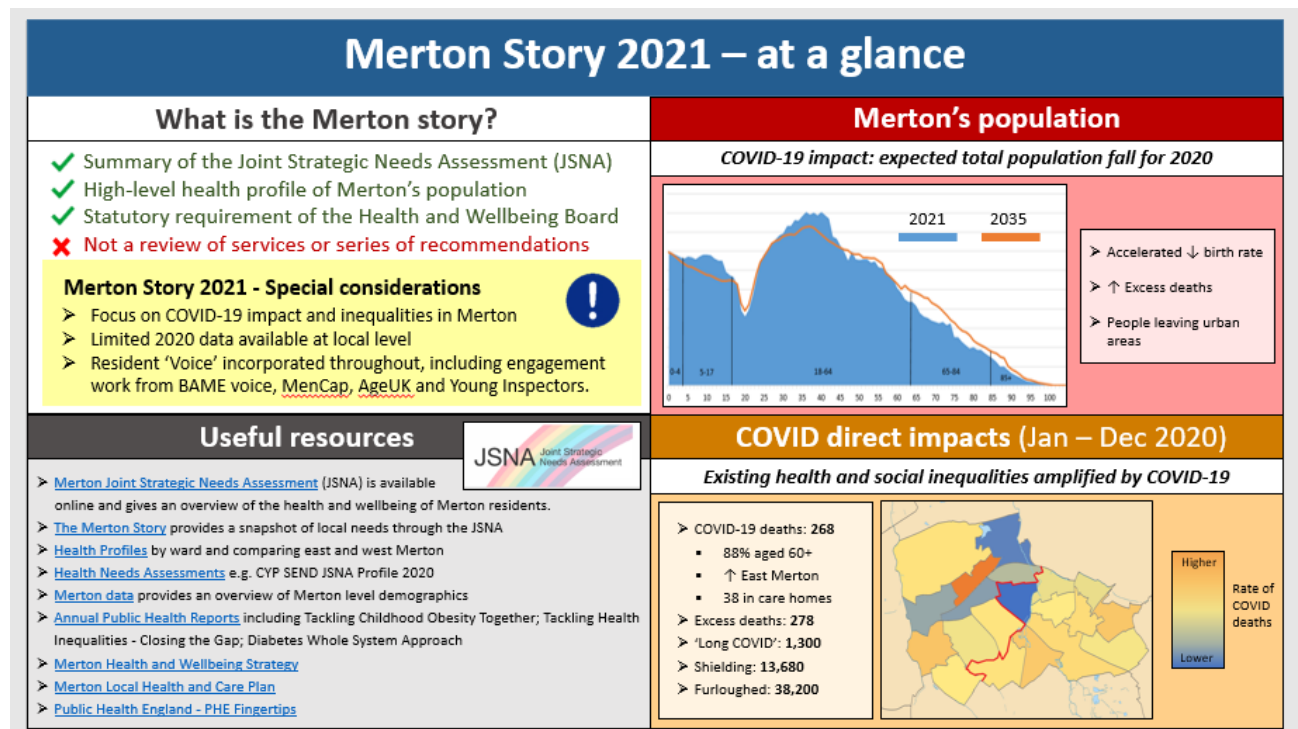 Merton Story 2021 – at a glance
What is the Merton story?
Summary of the Joint Strategic Needs Assessment (JSNA)
High-level health profile of Merton's population
Statutory requirement of the Health and Wellbeing Board
Not a review of services or series of recommendations
Merton Story 2021 - Special considerations
➢ Focus on COVID-19 impact and inequalities in Merton
➢ Limited 2020 data available at local level
➢ Resident 'Voice' incorporated throughout, including engagement
work from BAME voice, MenCap, AgeUK and Young Inspectors.
Merton's population
COVID-19 impact: expected total population fall for 2020
2021 2035
0-4 5-17 18-64 65-84 85+
0 5 10 15 20 25 30 35 40 45 50 55 60 65 70 75 80 85 90 95 100
➢ Accelerated ↓ birth rate
➢ ↑ Excess deaths
➢ People leaving urban
areas
Useful resources
JSNA Joint Strategic
Needs Assessment
➢ Merton Joint Strategic Needs Assessment (JSNA) is available
online and gives an overview of the health and wellbeing of Merton residents.
➢ The Merton Story provides a snapshot of local needs through the JSNA
➢ Health Profiles by ward and comparing east and west Merton
➢ Health Needs Assessments e.g. CYP SEND JSNA Profile 2020
➢ Merton data provides an overview of Merton level demographics
➢ Annual Public Health Reports including Tackling Childhood Obesity Together; Tackling Health
Inequalities - Closing the Gap; Diabetes Whole System Approach
➢ Merton Health and Wellbeing Strategy
➢ Merton Local Health and Care Plan
➢ Public Health England - PHE Fingertips
COVID direct impacts (Jan – Dec 2020)
Existing health and social inequalities amplified by COVID-19
➢ COVID-19 deaths: 268
▪ 88% aged 60+
▪ ↑ East Merton
▪ 38 in care homes
➢ Excess deaths: 278
➢ 'Long COVID': 1,300
➢ Shielding: 13,680
➢ Furloughed: 38,200
Higher
Lower
Rate of
COVID
deaths